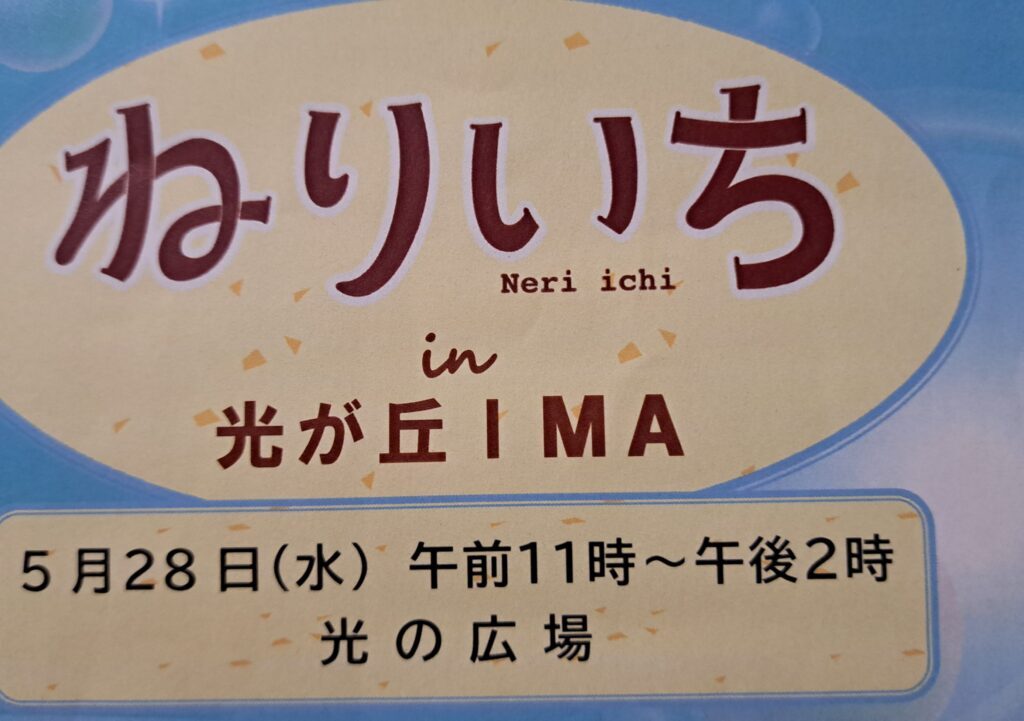 ねりいち
Neri ichi
in
光が丘IMA
5月28日(水) 午前11時~午後2時
光の広場